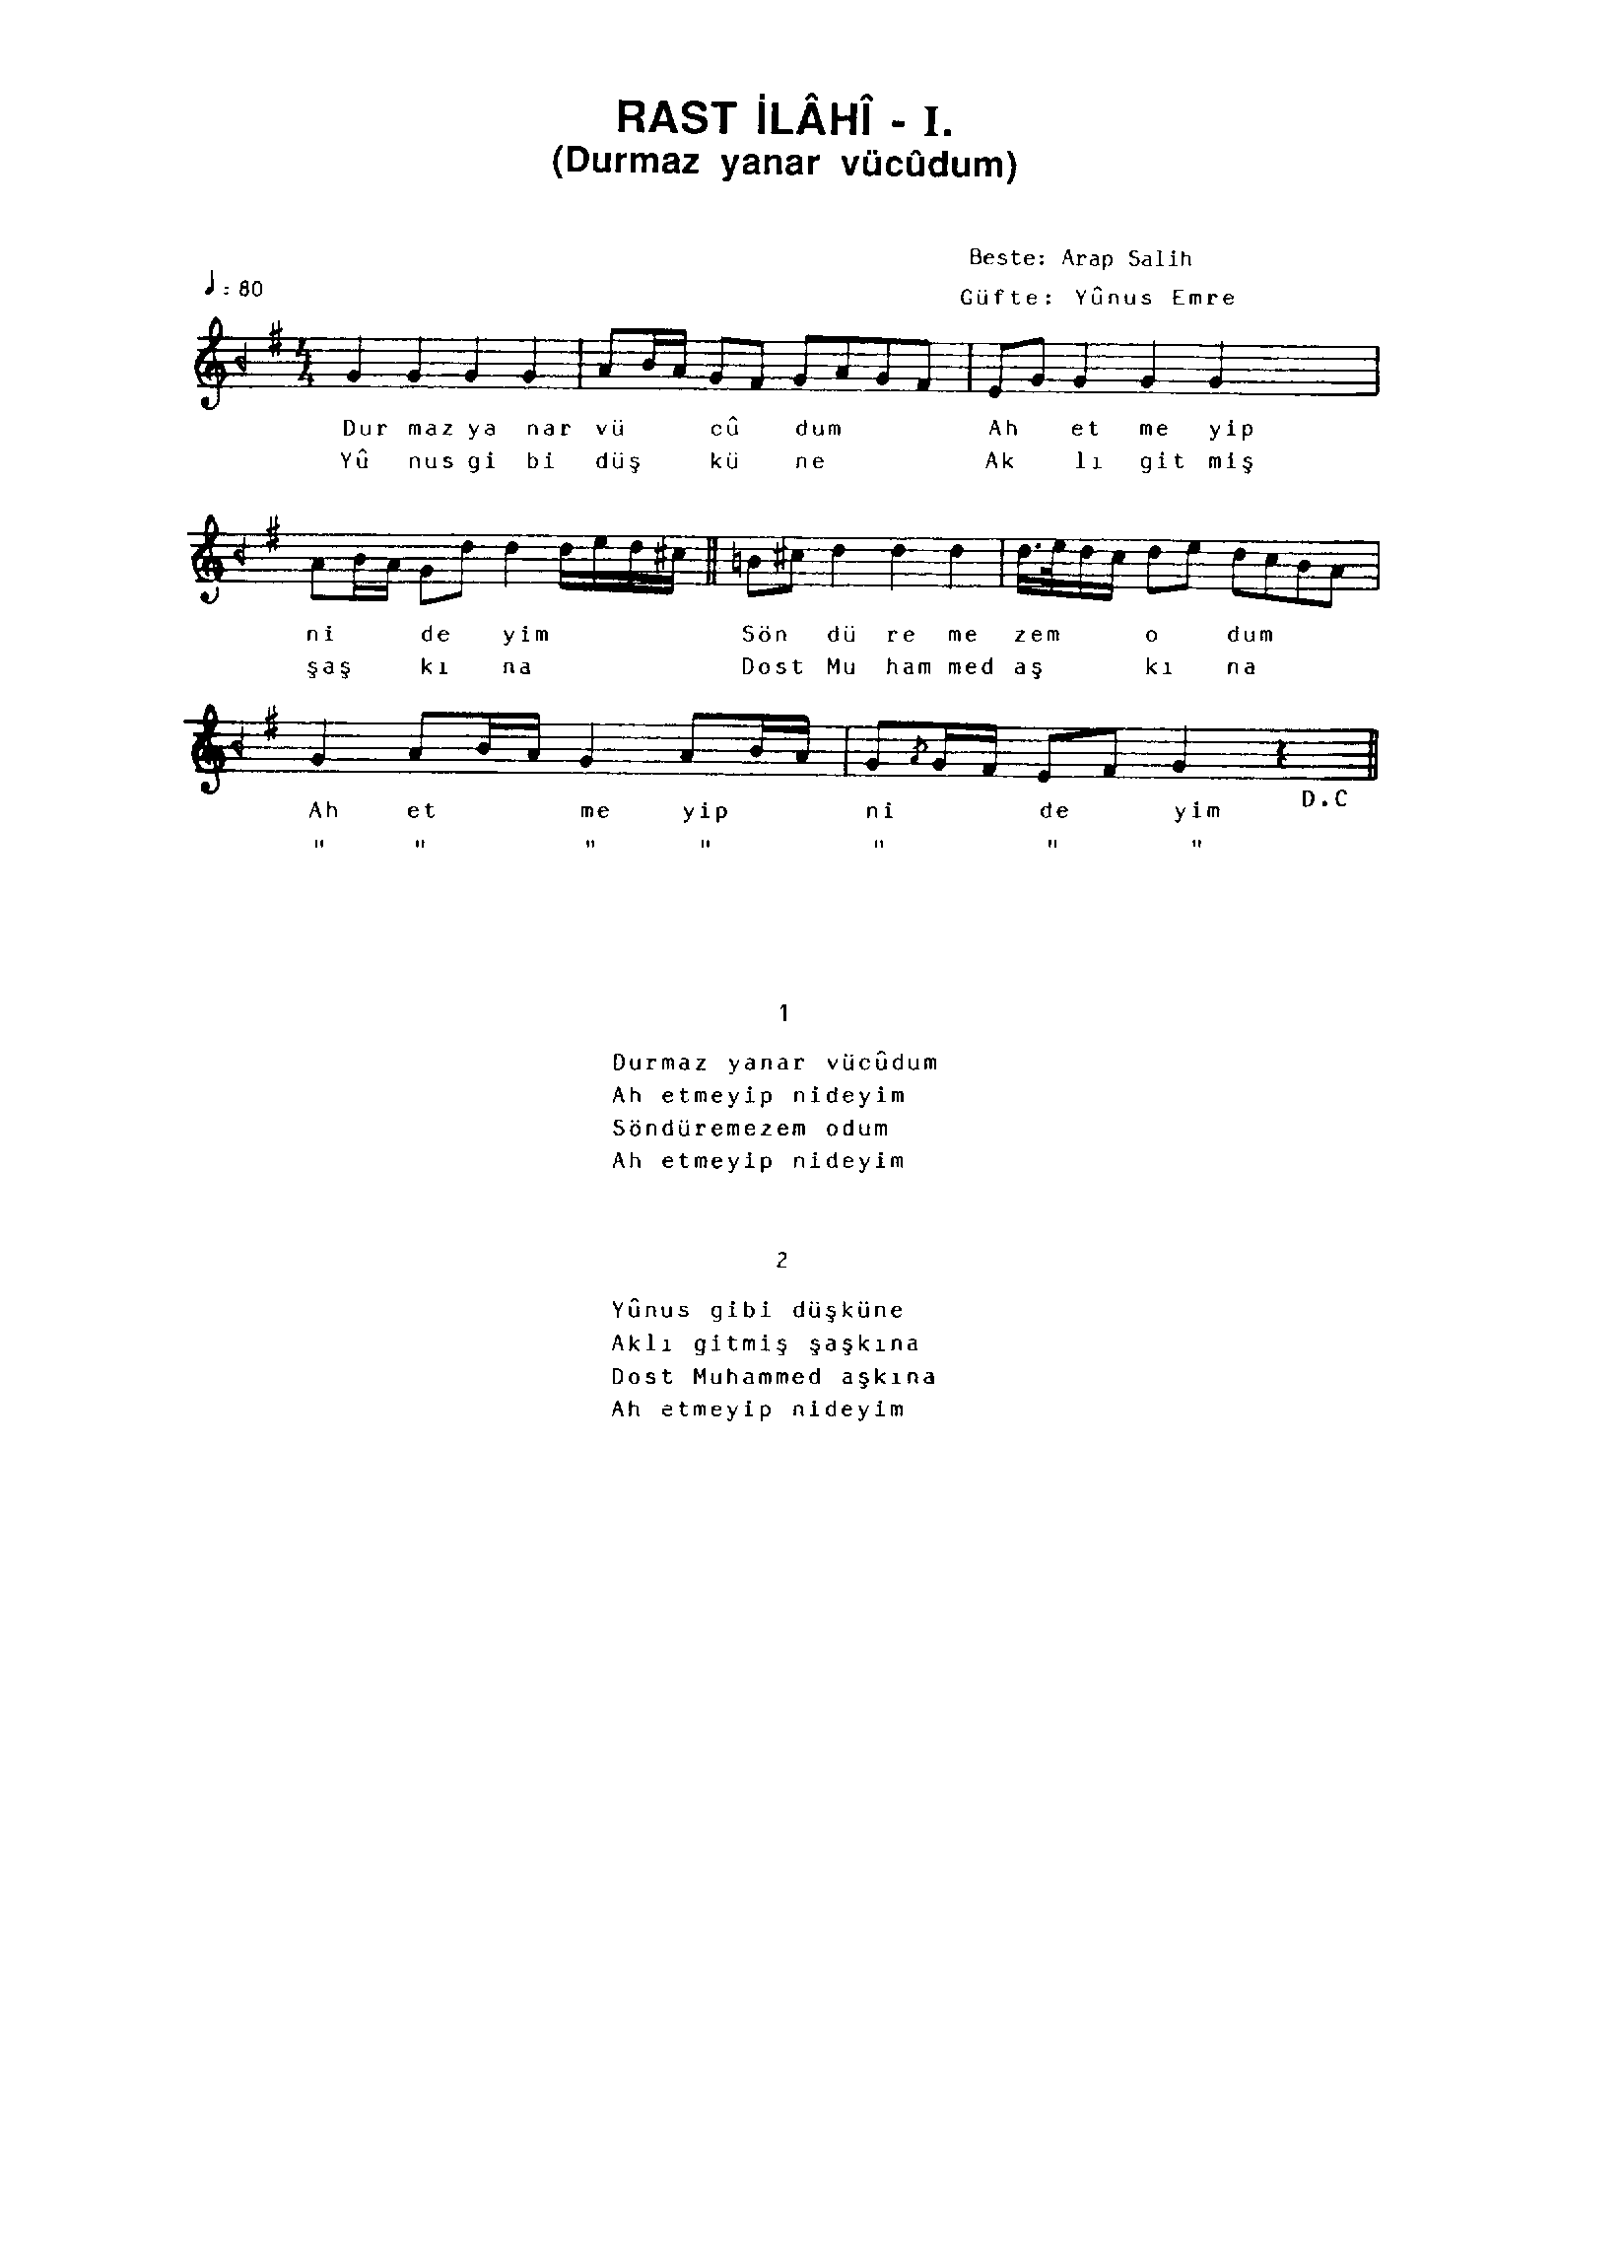 RAST İLÂHÎ - I.
(Durmaz yanar vücûdum)
Beste: Arap Salih
♩: 80
Güfte: Yûnus Emre
4/4
Dur maz ya nar vü cû dum Ah et me yip
Yû nus gi bi düş kü ne Ak lı git miş
ni de yim Sön dü re me zem o dum
şaş kı na Dost Mu ham med aş kı na
D.C
Ah et me yip ni de yim
" " " " " " "
1
Durmaz yanar vücûdum
Ah etmeyip nideyim
Söndüremezem odum
Ah etmeyip nideyim
2
Yûnus gibi düşküne
Aklı gitmiş şaşkına
Dost Muhammed aşkına
Ah etmeyip nideyim